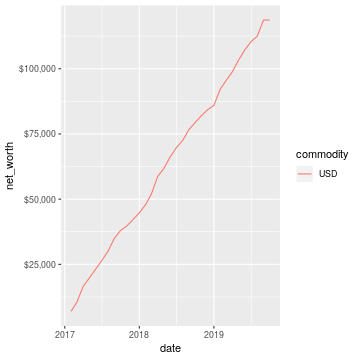 net_worth
$100,000
$75,000
$50,000
$25,000
2017 2018 2019
date
commodity
USD